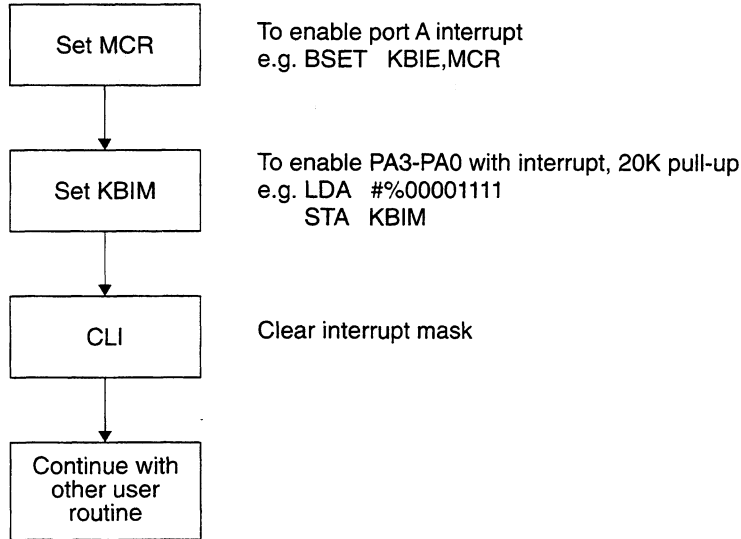 Set MCR
To enable port A interrupt
e.g. BSET KBIE,MCR
Set KBIM
To enable PA3-PA0 with interrupt, 20K pull-up
e.g. LDA #%00001111
STA KBIM
CLI
Clear interrupt mask
Continue with
other user
routine